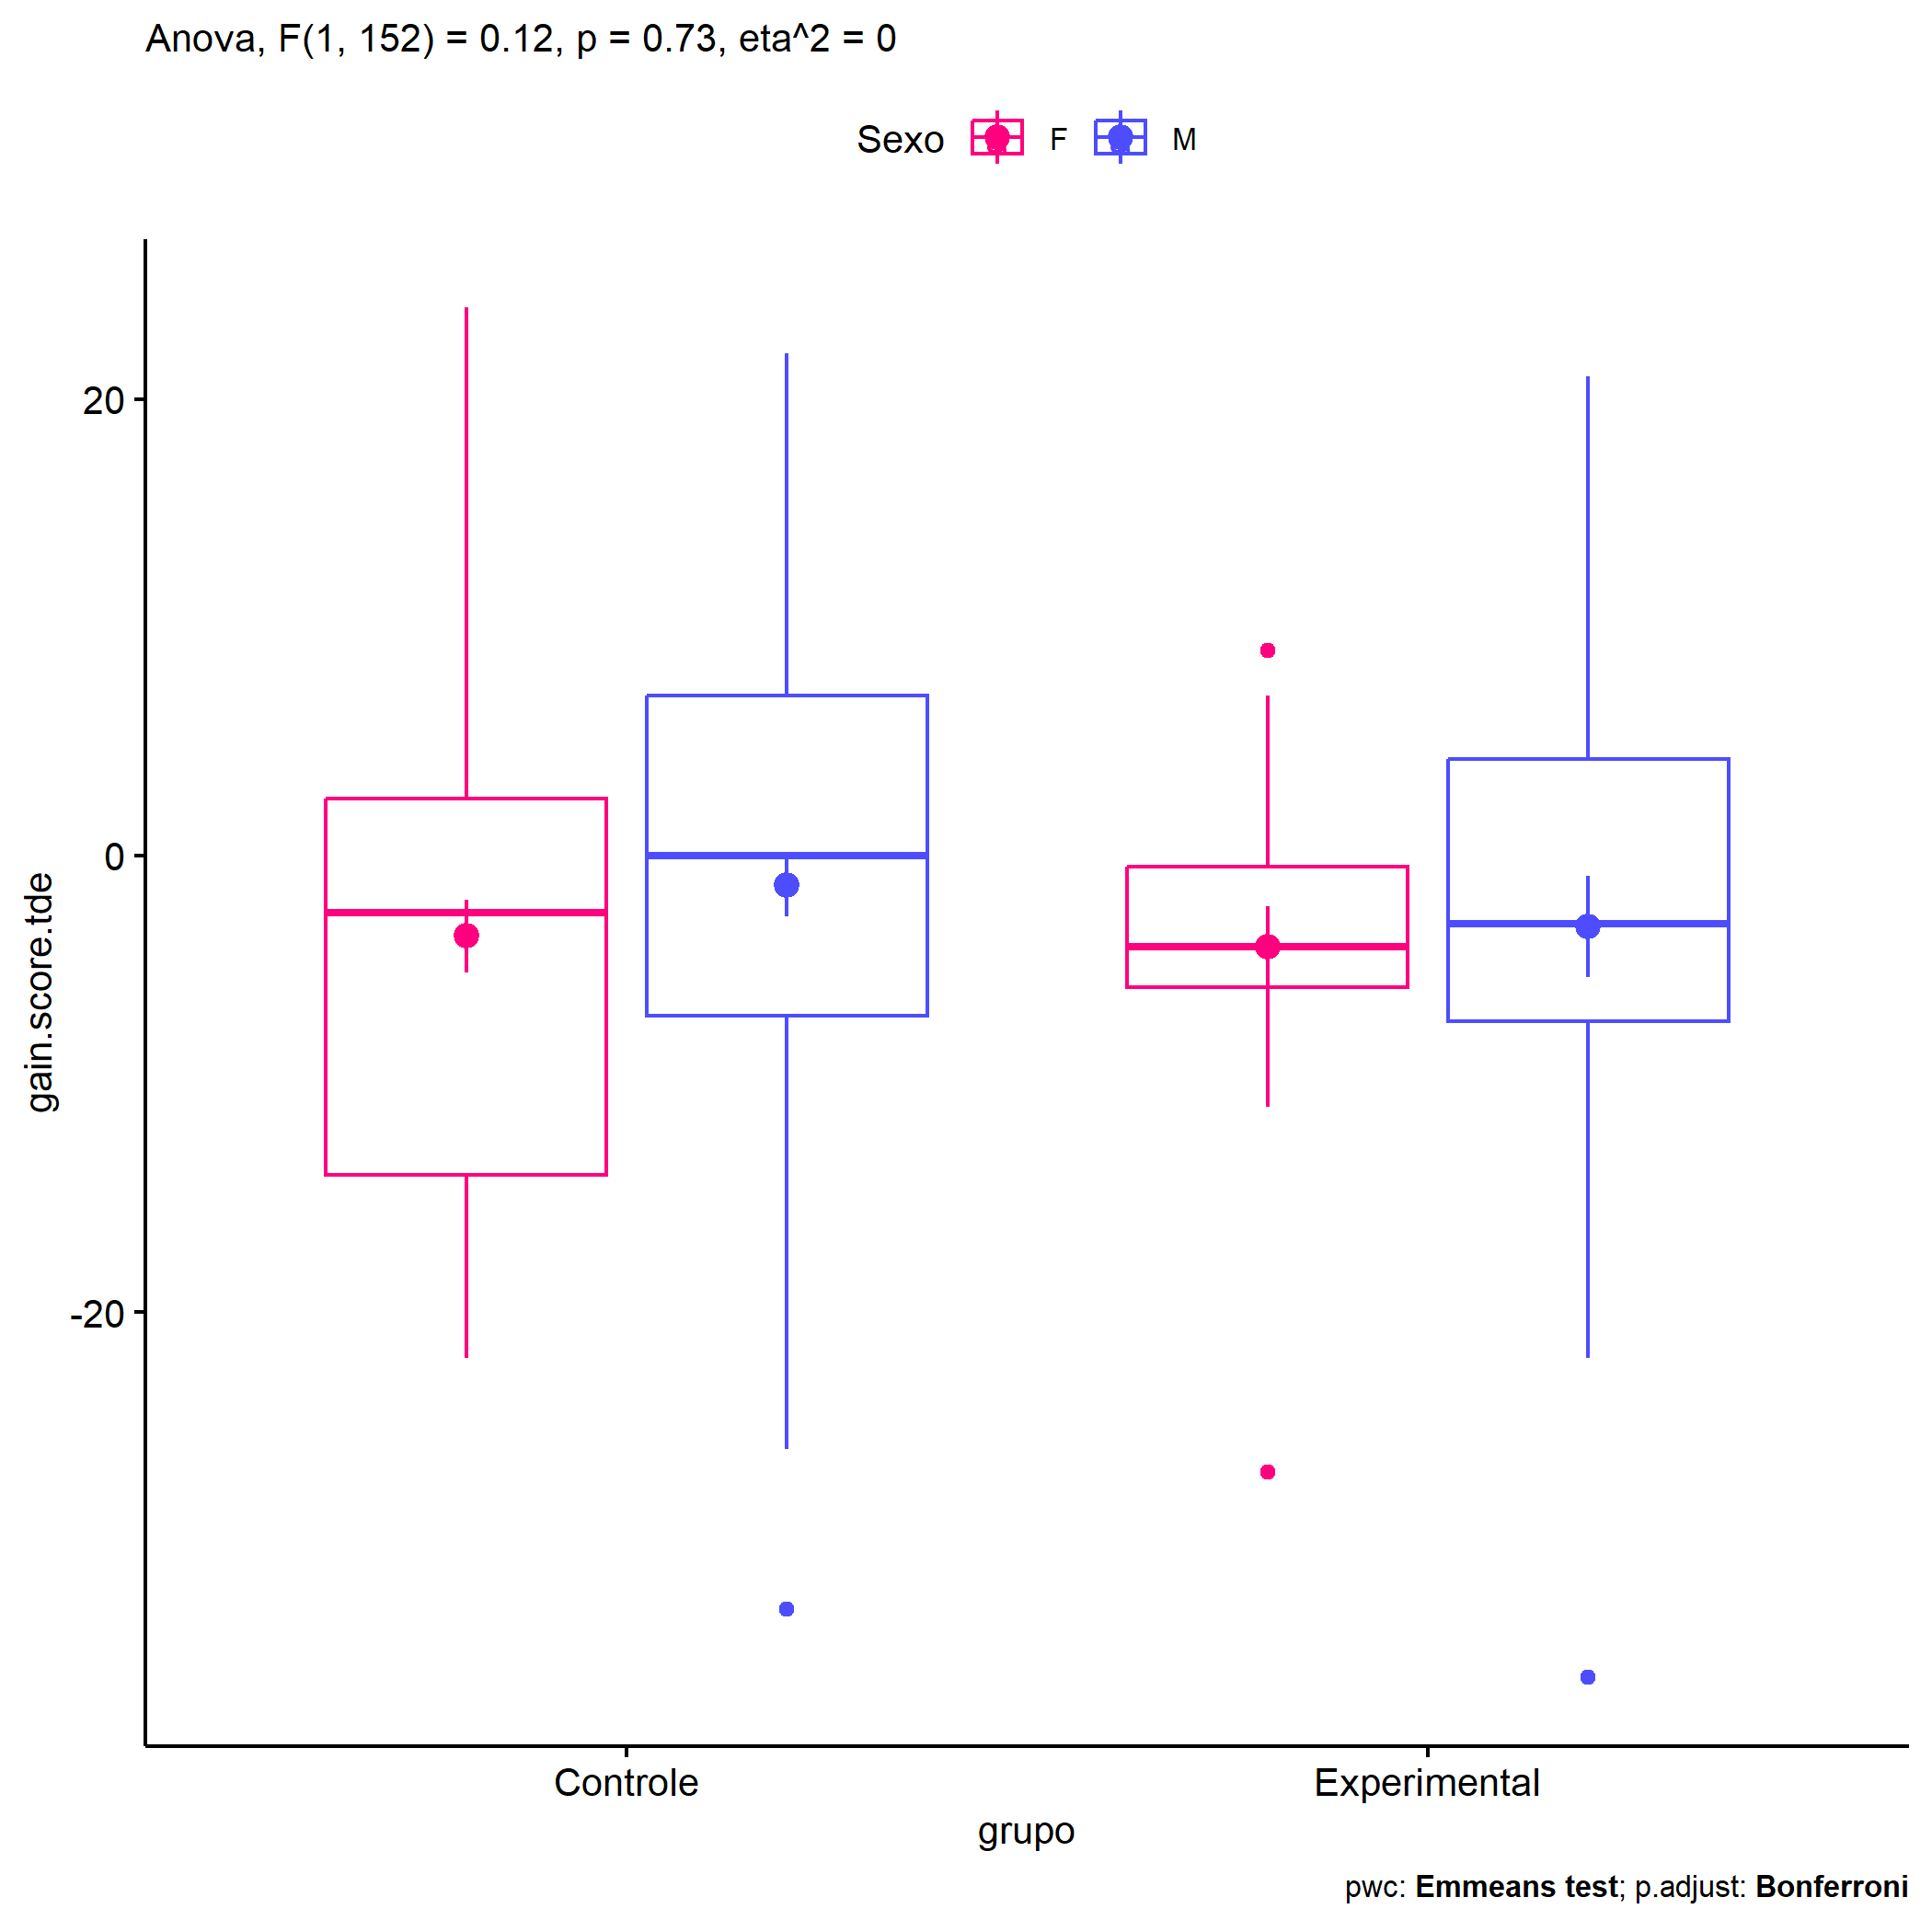 Anova, F(1, 152) = 0.12, p = 0.73, eta^2 = 0
Sexo F M
20
0
-20
gain.score.tde
Controle Experimental
grupo
pwc: Emmeans test; p.adjust: Bonferroni